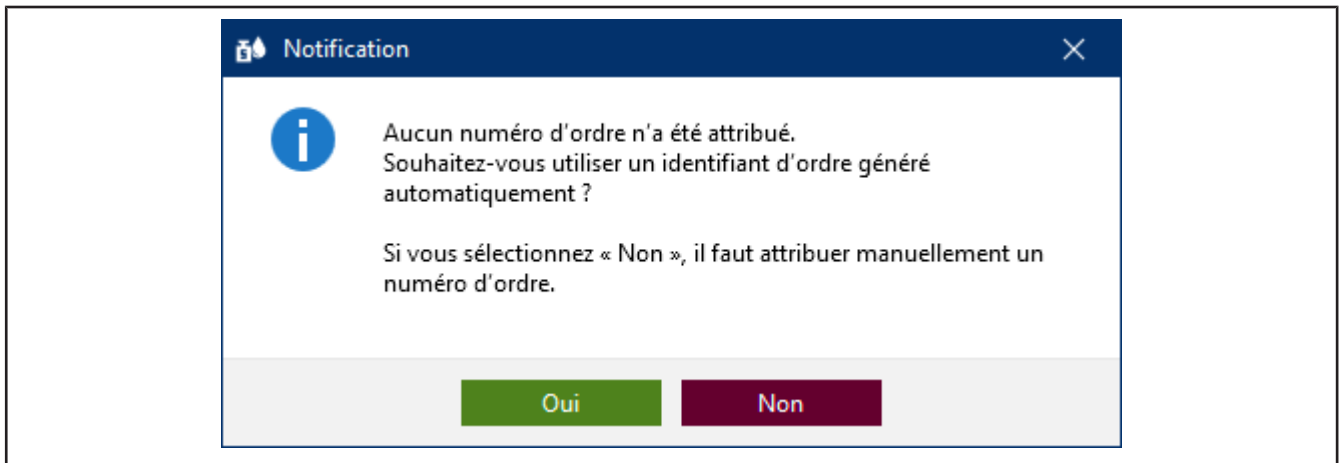 Notification
Aucun numéro d'ordre n'a été attribué.
Souhaitez-vous utiliser un identifiant d'ordre généré
automatiquement ?
Si vous sélectionnez « Non », il faut attribuer manuellement un
numéro d'ordre.
Oui
Non